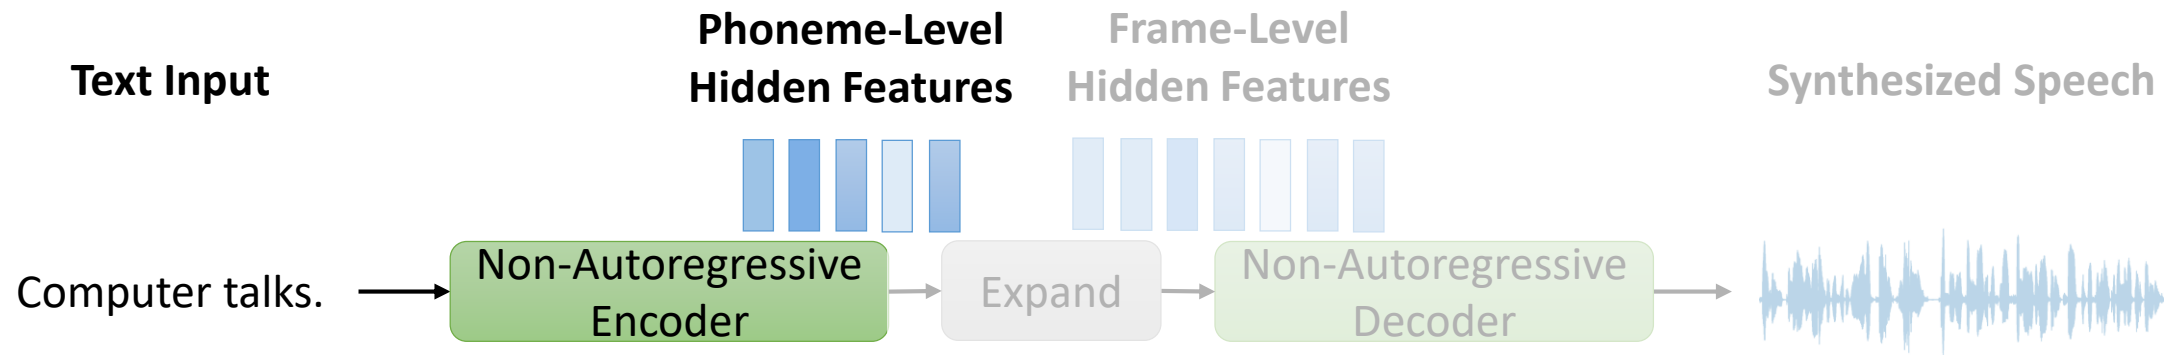 Text Input
Phoneme-Level
Hidden Features
Frame-Level
Hidden Features
Synthesized Speech
Computer talks.
Non-Autoregressive
Encoder
Expand
Non-Autoregressive
Decoder